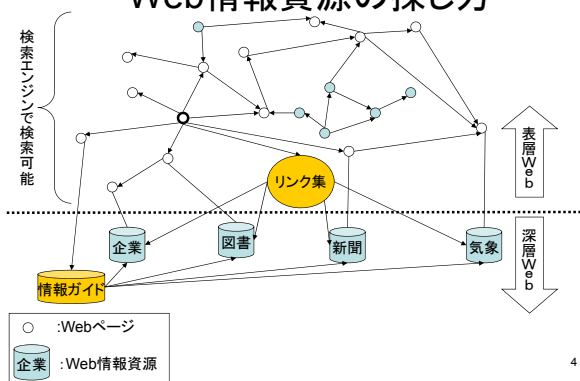 Web情報資源の探し方
検索エンジンで検索可能
表層Web
リンク集
企業
図書
新聞
気象
深層Web
情報ガイド
○ :Webページ
企業 :Web情報資源
4